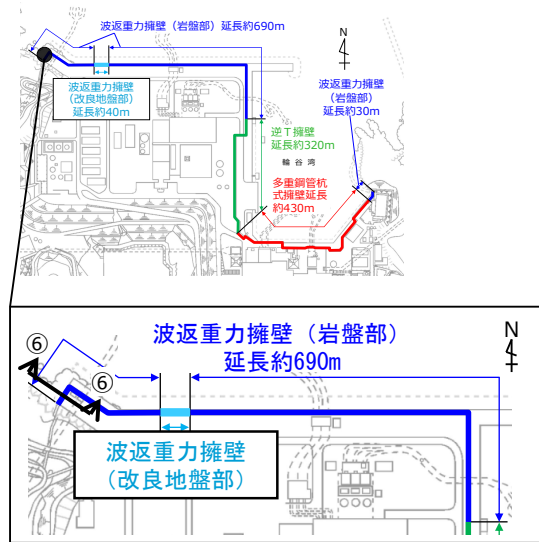 波返重力擁壁（岩盤部）延長約690m
N
波返重力擁壁
（改良地盤部）
延長約40m
波返重力擁壁
（岩盤部）
延長約30m
逆Ｔ擁壁
延長約320m
輪谷湾
多重鋼管杭
式擁壁延長
約430m
波返重力擁壁（岩盤部）
延長約690m
N
⑥
⑥
波返重力擁壁
（改良地盤部）